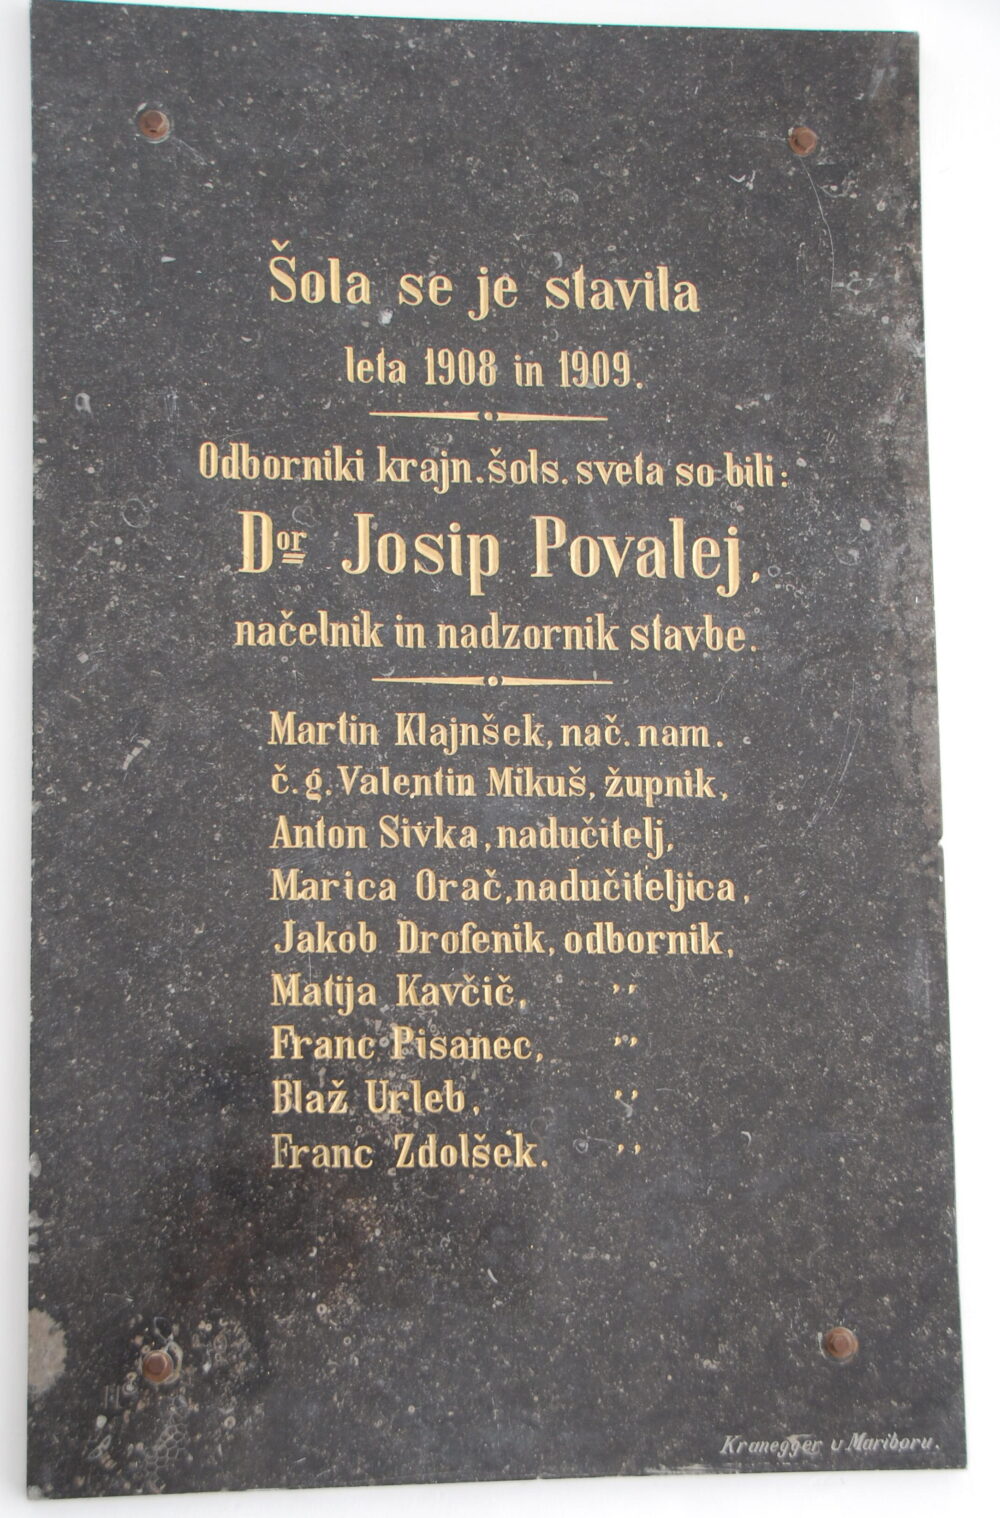 Šola se je stavila
leta 1908 in 1909.
Odborniki krajn. šols. sveta so bili:
Dor Josip Povalej,
načelnik in nadzornik stavbe.
Martin Klajnšek, nač. nam.
č. g. Valentin Mikuš, župnik,
Anton Sivka, nadučitelj,
Marica Orač, nadučiteljica,
Jakob Drofenik, odbornik,
Matija Kavčič, ,,
Franc Pisanec, ,,
Blaž Urleb, ,,
Franc Zdolšek. ,,
Kranegger v Mariboru.